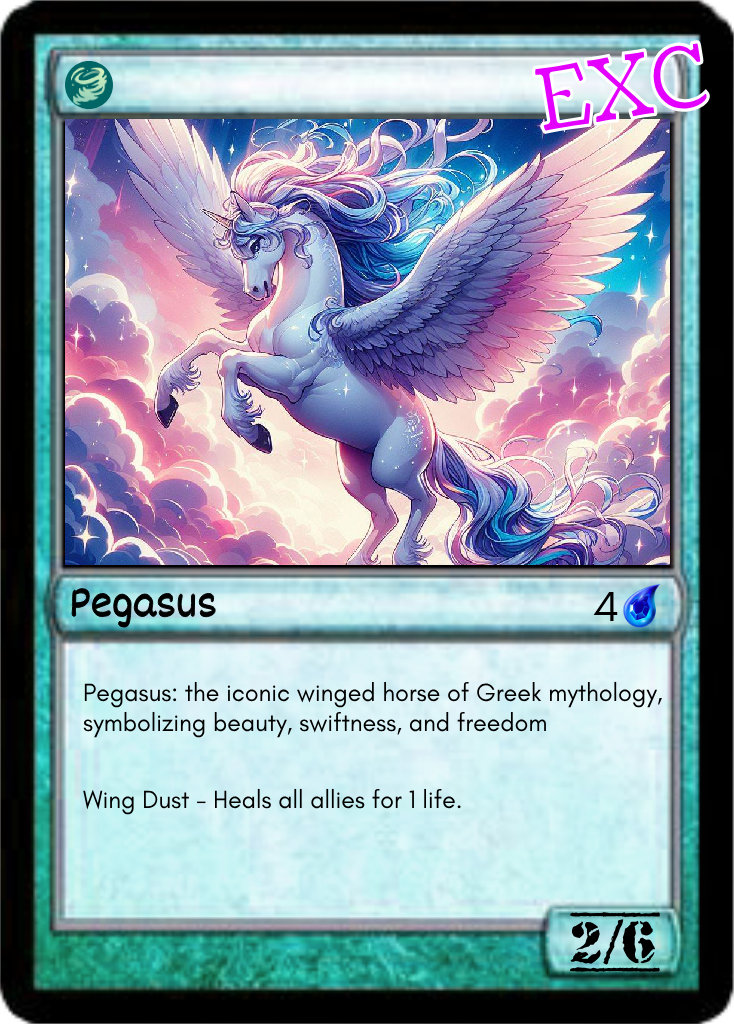 EXC
Pegasus
4
Pegasus: the iconic winged horse of Greek mythology,
symbolizing beauty, swiftness, and freedom
Wing Dust - Heals all allies for 1 life.
2/6